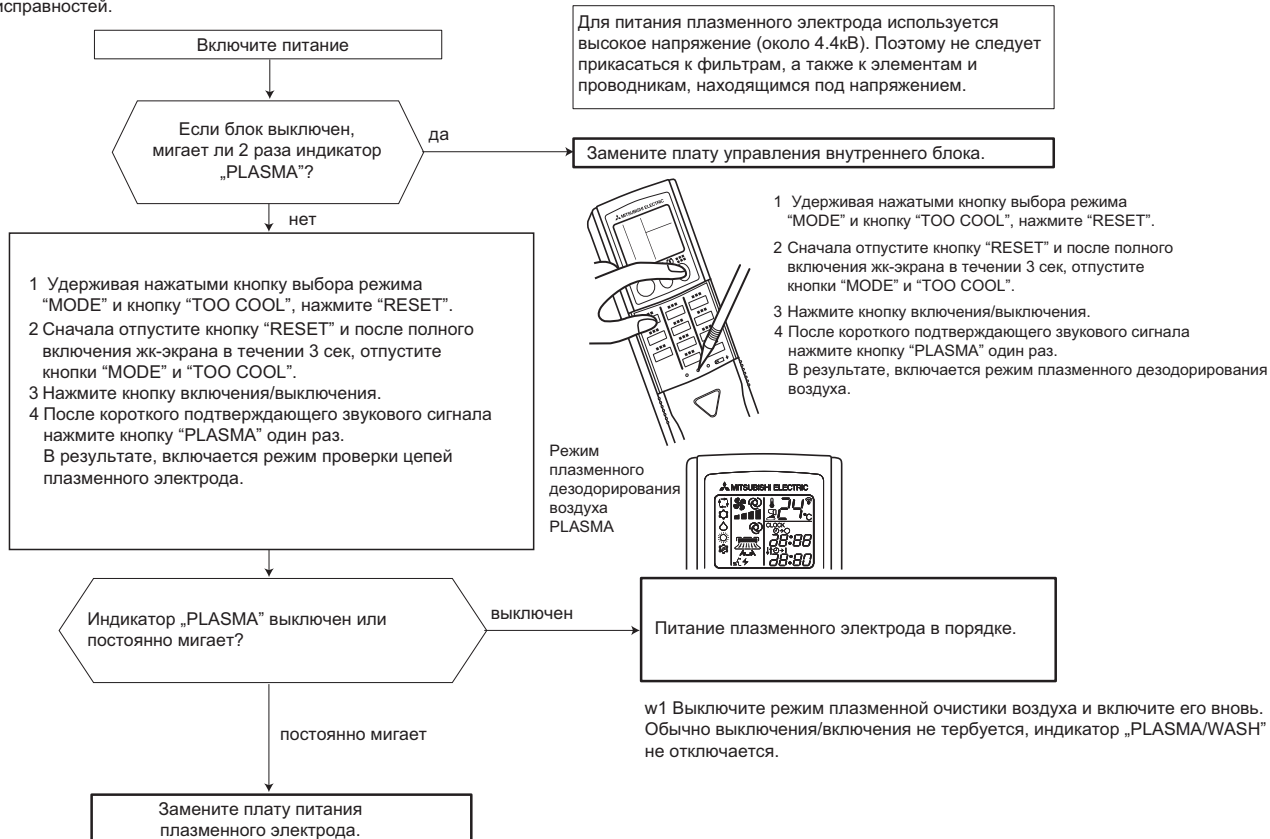 исправностей.
Включите питание
Для питания плазменного электрода используется
высокое напряжение (около 4.4кВ). Поэтому не следует
прикасаться к фильтрам, а также к элементам и
проводникам, находящимся под напряжением.
Если блок выключен,
мигает ли 2 раза индикатор
„PLASMA”?
да
Замените плату управления внутреннего блока.
нет
1 Удерживая нажатыми кнопку выбора режима
“MODE” и кнопку “TOO COOL”, нажмите “RESET”.
2 Сначала отпустите кнопку “RESET” и после полного
включения жк-экрана в течении 3 сек, отпустите
кнопки “MODE” и “TOO COOL”.
3 Нажмите кнопку включения/выключения.
4 После короткого подтверждающего звукового сигнала
нажмите кнопку “PLASMA” один раз.
В результате, включается режим проверки цепей
плазменного электрода.
MITSUBISHI ELECTRIC
1 Удерживая нажатыми кнопку выбора режима
“MODE” и кнопку “TOO COOL”, нажмите “RESET”.
2 Сначала отпустите кнопку “RESET” и после полного
включения жк-экрана в течении 3 сек, отпустите
кнопки “MODE” и “TOO COOL”.
3 Нажмите кнопку включения/выключения.
4 После короткого подтверждающего звукового сигнала
нажмите кнопку “PLASMA” один раз.
В результате, включается режим плазменного дезодорирования
воздуха.
Режим
плазменного
дезодорирования
воздуха
PLASMA
MITSUBISHI ELECTRIC
24°C
CLOCK
88:88
88:80
Индикатор „PLASMA” выключен или
постоянно мигает?
выключен
Питание плазменного электрода в порядке.
w1 Выключите режим плазменной очистики воздуха и включите его вновь.
Обычно выключения/включения не тербуется, индикатор „PLASMA/WASH”
не отключается.
постоянно мигает
Замените плату питания
плазменного электрода.